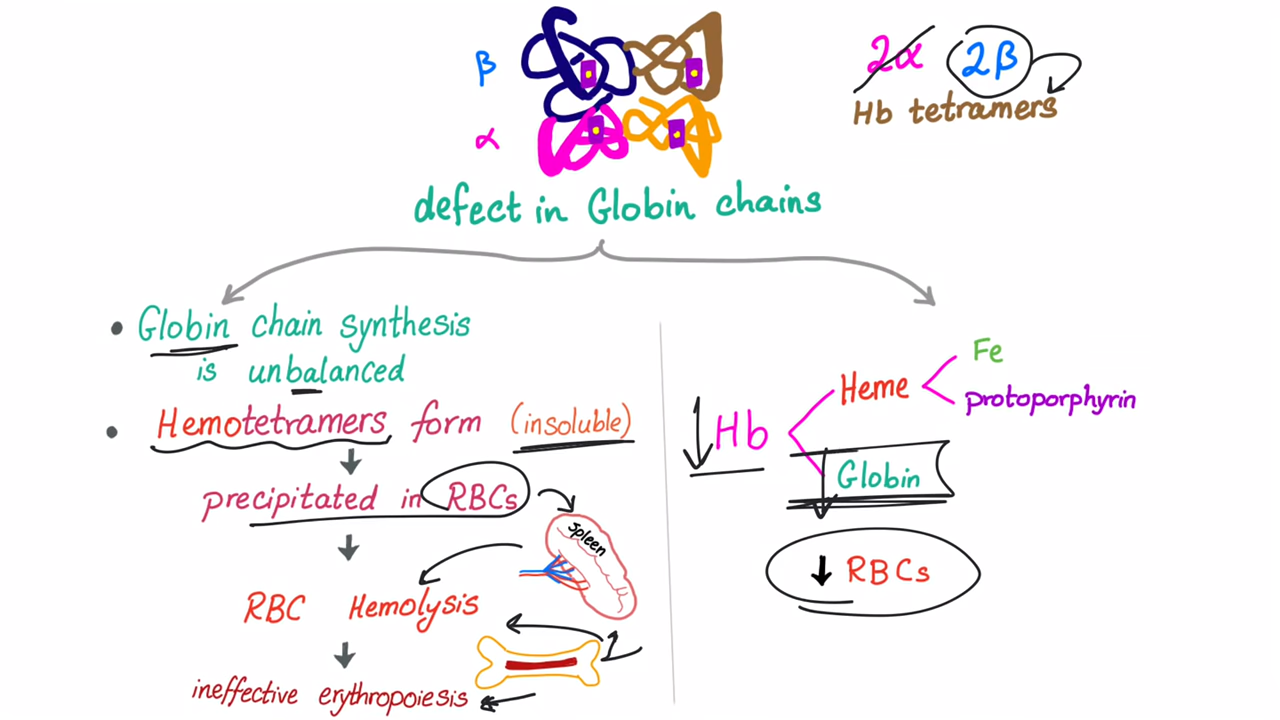 β
α
2α 2β
Hb tetramers
defect in Globin chains
• Globin chain synthesis
is unbalanced
• Hemotetramers form (insoluble)
precipitated in RBCs
spleen
RBC Hemolysis
ineffective erythropoiesis
Fe
Heme
protoporphyrin
↓ Hb
Globin
↓ RBCs